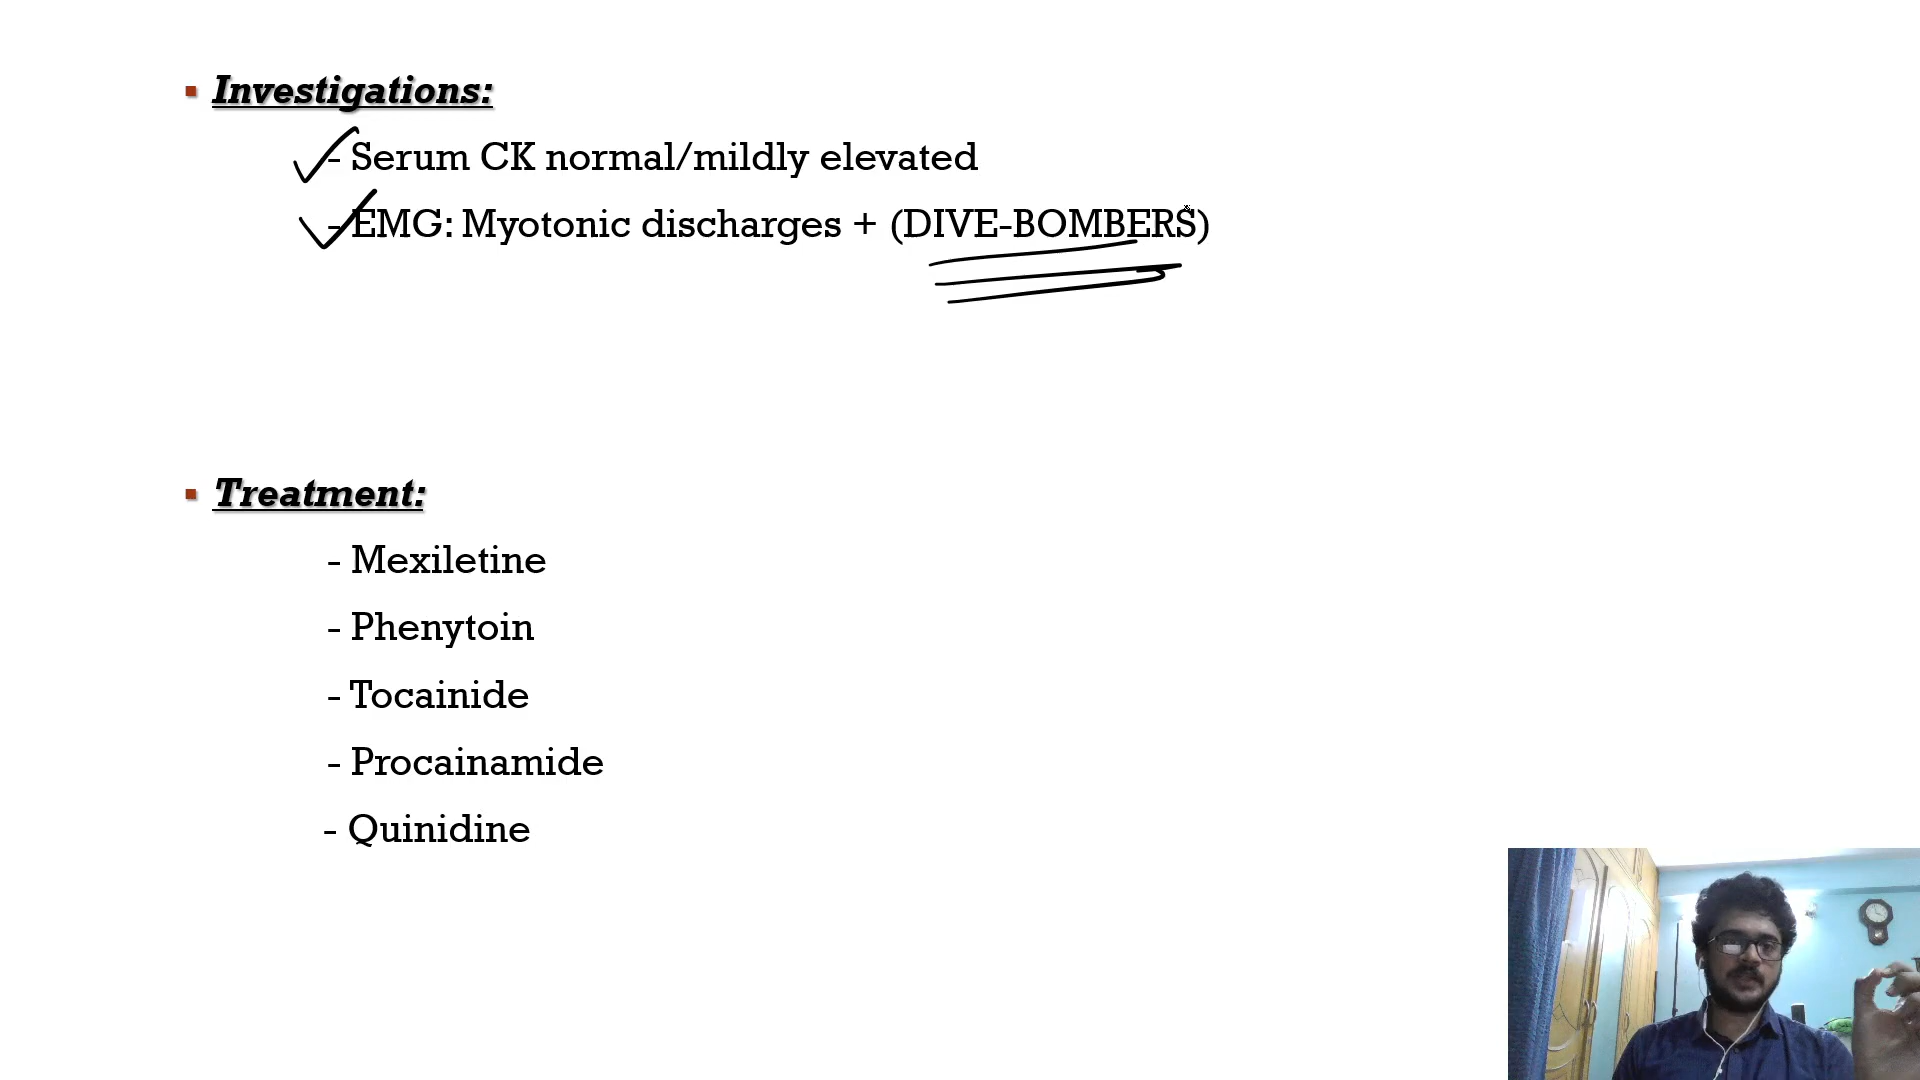 Investigations:
- Serum CK normal/mildly elevated
- EMG: Myotonic discharges + (DIVE-BOMBERS)
Treatment:
- Mexiletine
- Phenytoin
- Tocainide
- Procainamide
- Quinidine